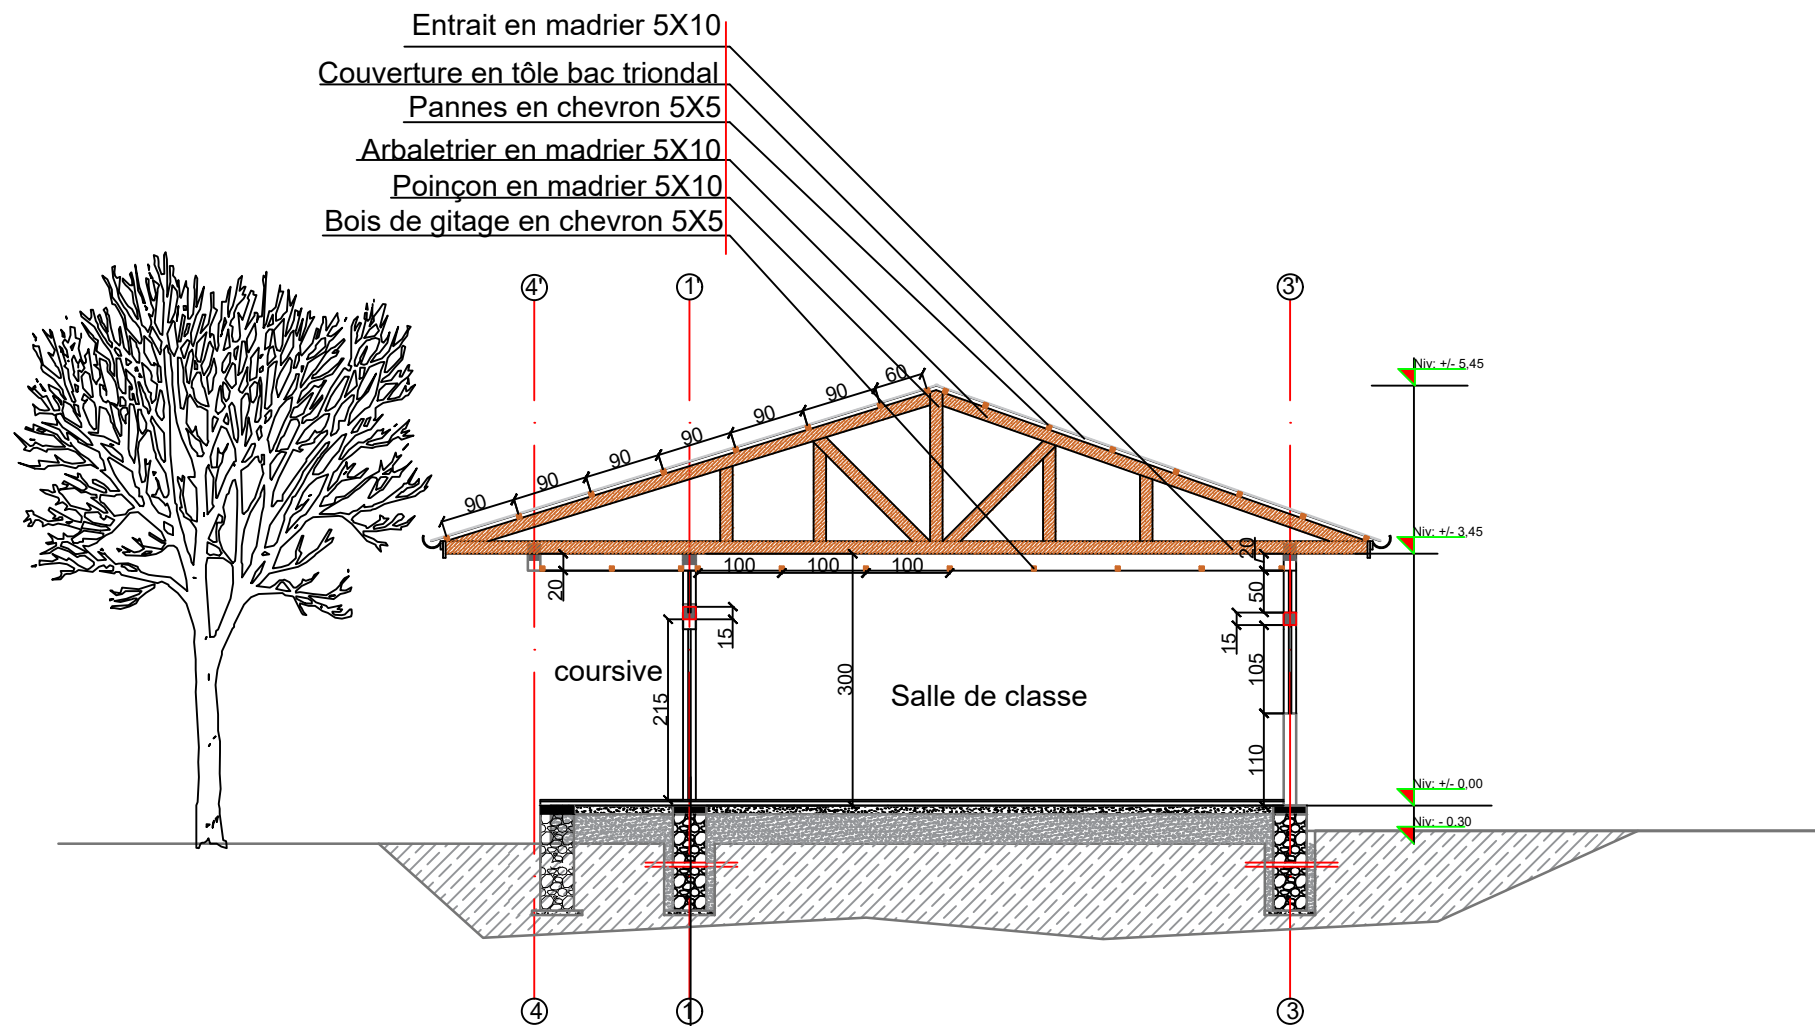 Entrait en madrier 5X10
Couverture en tôle bac triondal
Pannes en chevron 5X5
Arbaletrier en madrier 5X10
Poinçon en madrier 5X10
Bois de gitage en chevron 5X5
4'
1'
3'
Niv: +/- 5,45
60
90
90
90
90
90
90
Niv: +/- 3,45
20
100
100
100
20
50
15
15
coursive
215
300
Salle de classe
105
110
Niv: +/- 0,00
Niv: - 0,30
4
1
3